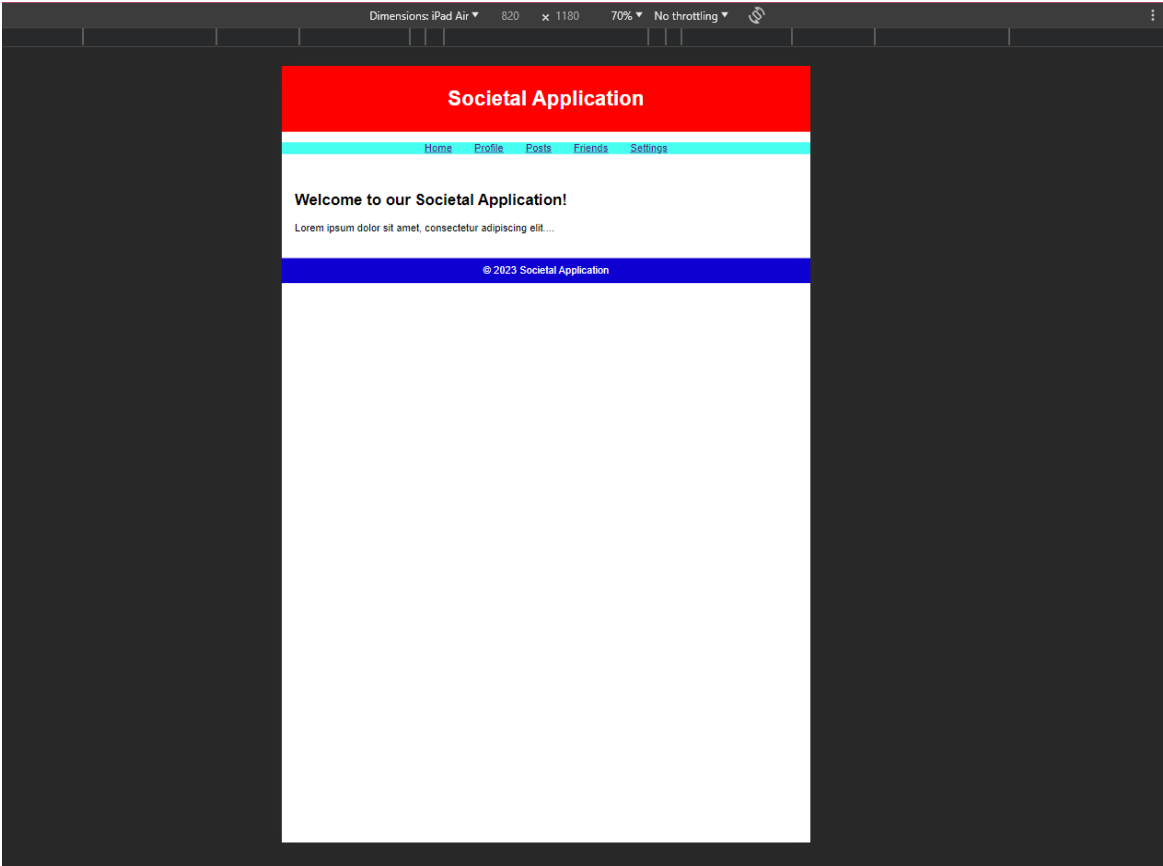 Dimensions: iPad Air ▼ 820 × 1180 70% ▼ No throttling ▼
Societal Application
Home Profile Posts Friends Settings
Welcome to our Societal Application!
Lorem ipsum dolor sit amet, consectetur adipiscing elit....
© 2023 Societal Application